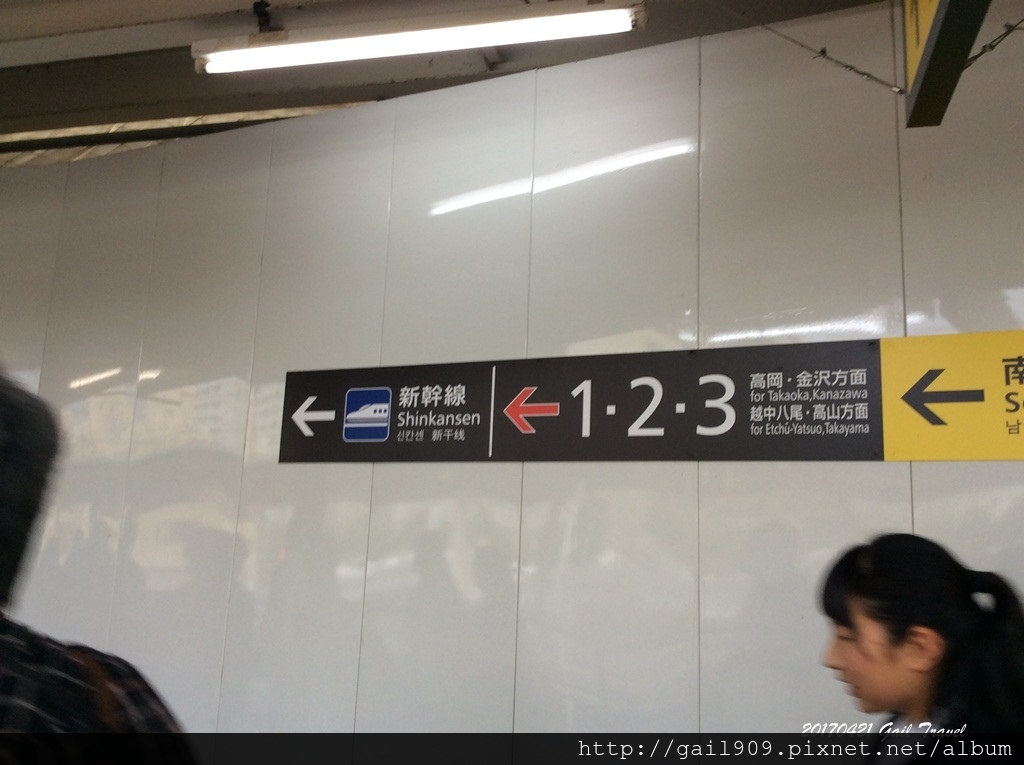 新幹線
Shinkansen
신칸센 新干线
1・2・3
高岡・金沢方面
for Takaoka,Kanazawa
越中八尾・高山方面
for Etchū-Yatsuo,Takayama
南
S
남
20170421 Gail Travel
http://gail909.pixnet.net/album